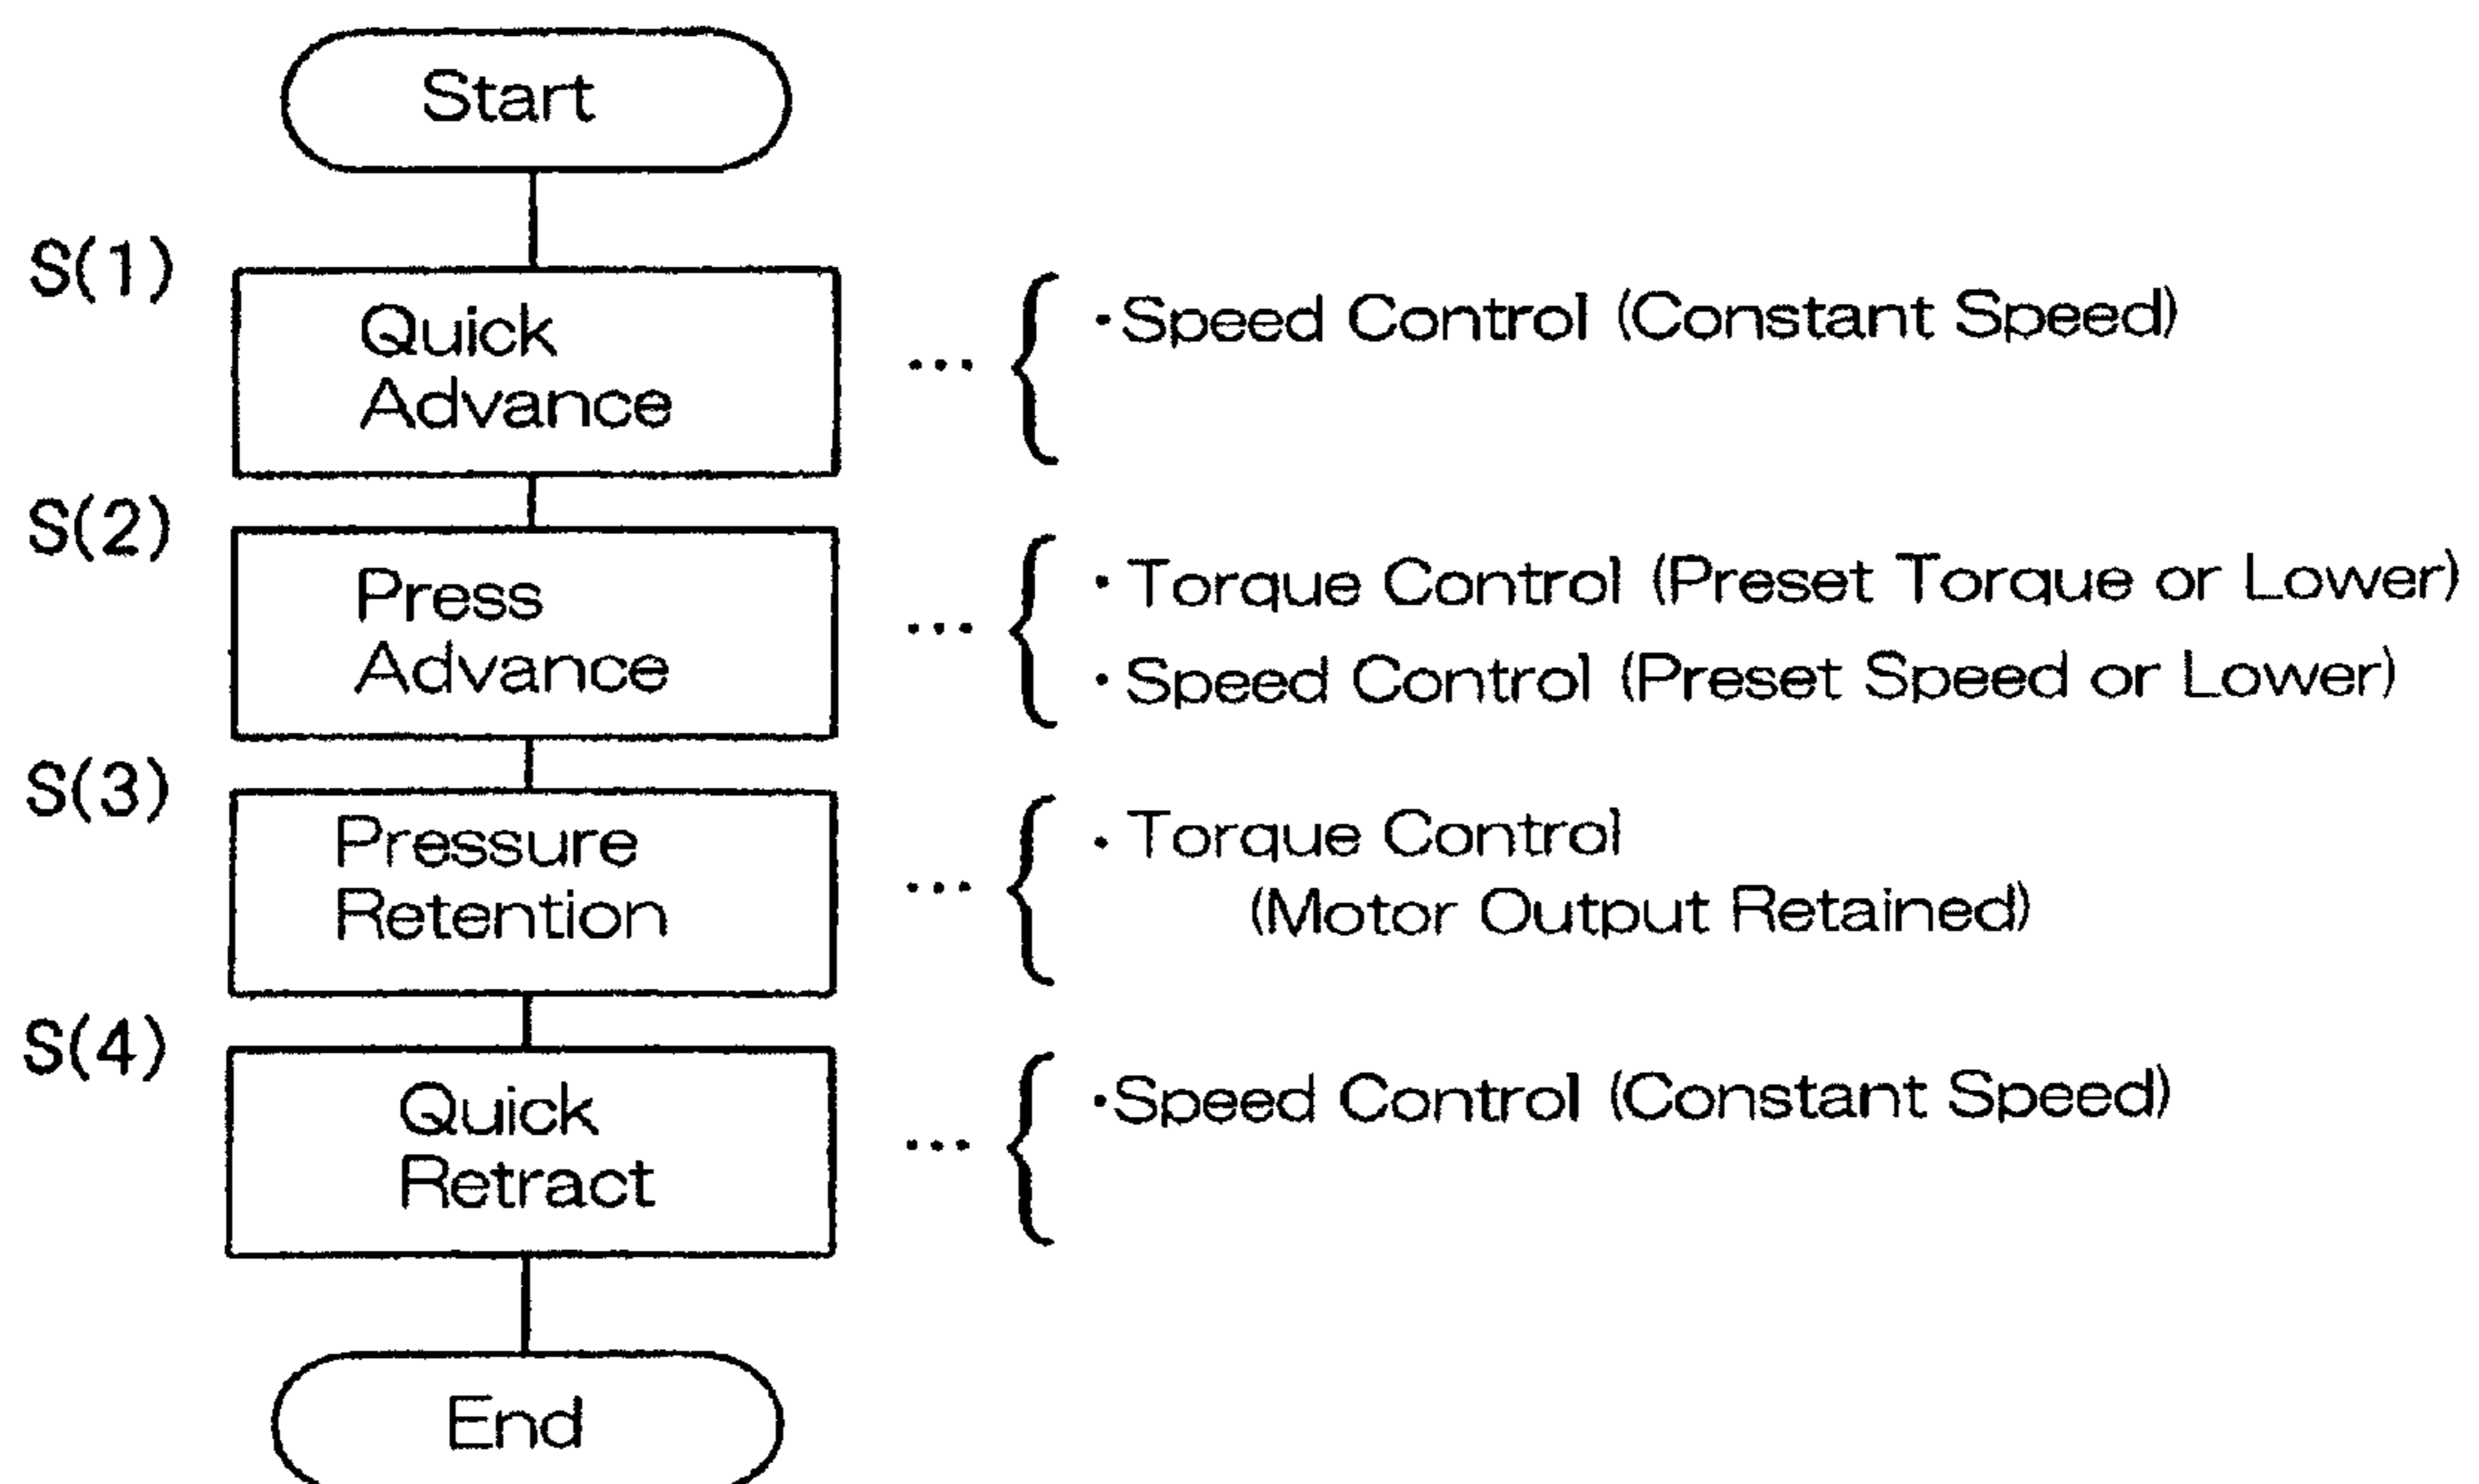 Start
S(1)
Quick
Advance
... { ・Speed Control (Constant Speed)
S(2)
Press
Advance
... { ・Torque Control (Preset Torque or Lower)
・Speed Control (Preset Speed or Lower)
S(3)
Pressure
Retention
... { ・Torque Control
(Motor Output Retained)
S(4)
Quick
Retract
... { ・Speed Control (Constant Speed)
End